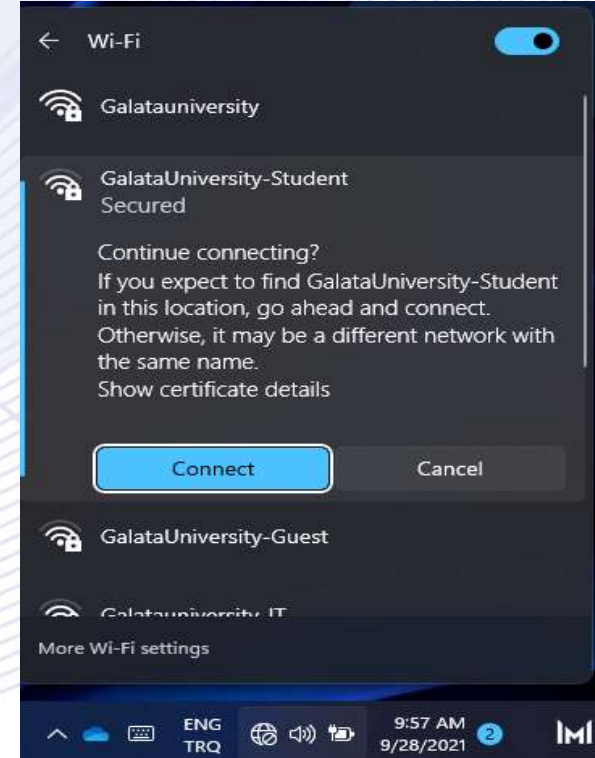 Wi-Fi
Galatauniversity
GalataUniversity-Student
Secured
Continue connecting?
If you expect to find GalataUniversity-Student
in this location, go ahead and connect.
Otherwise, it may be a different network with
the same name.
Show certificate details
Connect Cancel
GalataUniversity-Guest
Galatauniversity-IT
More Wi-Fi settings
ENG 9:57 AM 2
TRQ 9/28/2021